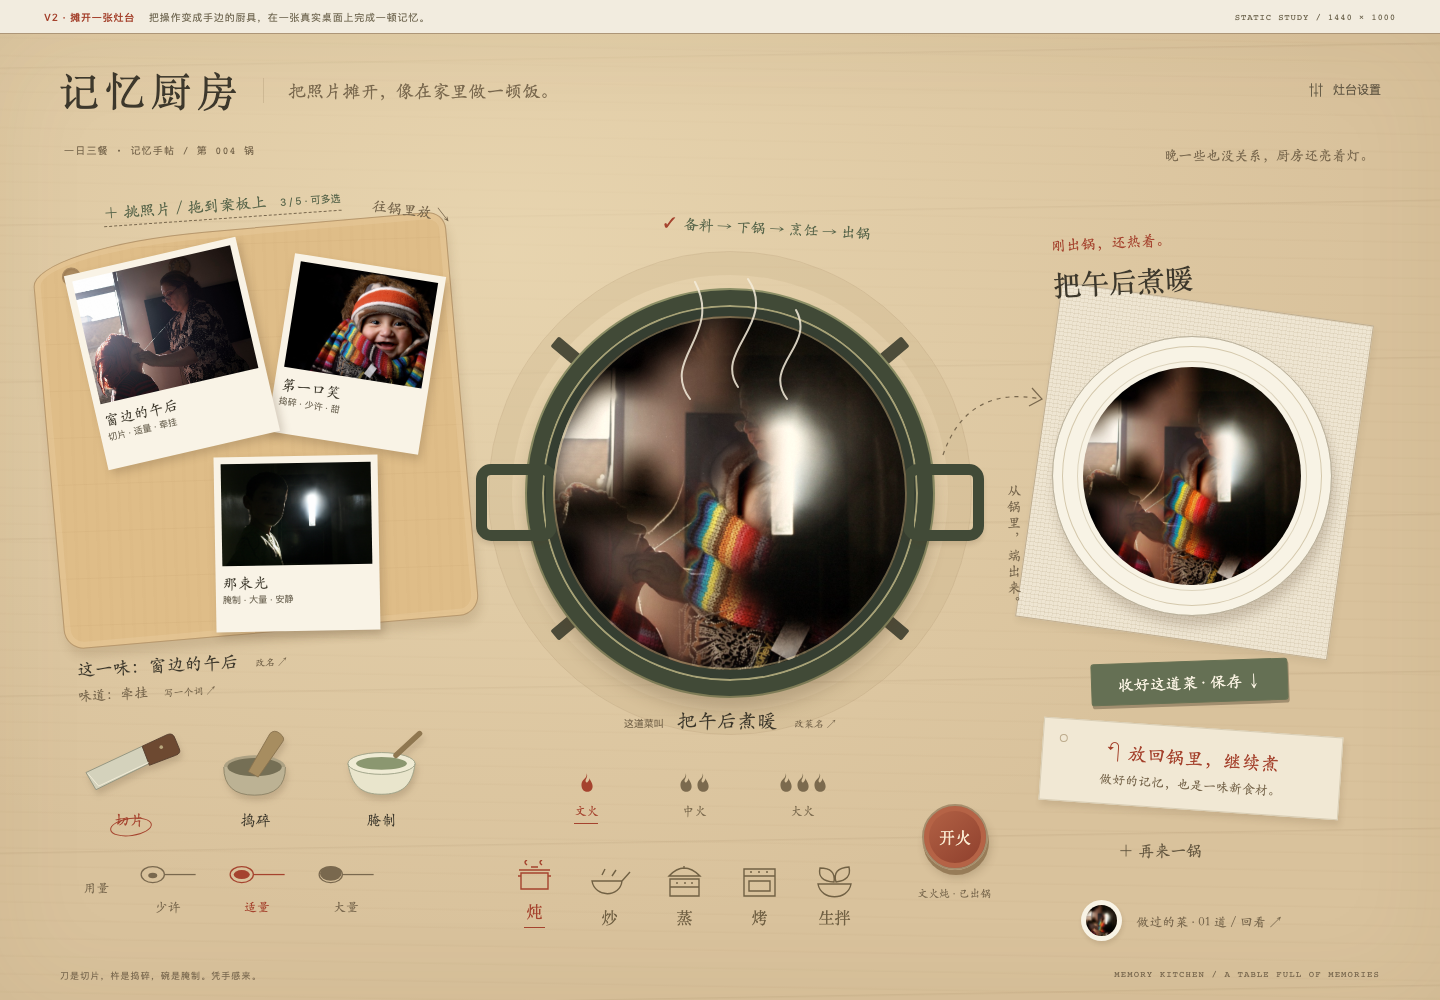 V2 · 摊开一张灶台 把操作变成手边的厨具，在一张真实桌面上完成一顿记忆。
STATIC STUDY / 1440 × 1000
记忆厨房
把照片摊开，像在家里做一顿饭。
灶台设置
一日三餐 · 记忆手帖 / 第 004 锅
晚一些也没关系，厨房还亮着灯。
＋ 挑照片 / 拖到案板上 3 / 5 · 可多选
往锅里放 ↘
✓ 备料 → 下锅 → 烹饪 → 出锅
刚出锅，还热着。
把午后煮暖
窗边的午后
切片 · 适量 · 牵挂
第一口笑
捣碎 · 少许 · 甜
那束光
腌制 · 大量 · 安静
从锅里，端出来。
这一味：窗边的午后 改名 ↗
味道：牵挂 写一个词 ↗
这道菜叫 把午后煮暖 改菜名 ↗
收好这道菜 · 保存 ↓
放回锅里，继续煮
做好的记忆，也是一味新食材。
切片
捣碎
腌制
文火
中火
大火
开火
文火炖 · 已出锅
＋ 再来一锅
用量
少许
适量
大量
炖
炒
蒸
烤
生拌
做过的菜 · 01 道 / 回看 ↗
刀是切片，杵是捣碎，碗是腌制。凭手感来。
MEMORY KITCHEN / A TABLE FULL OF MEMORIES